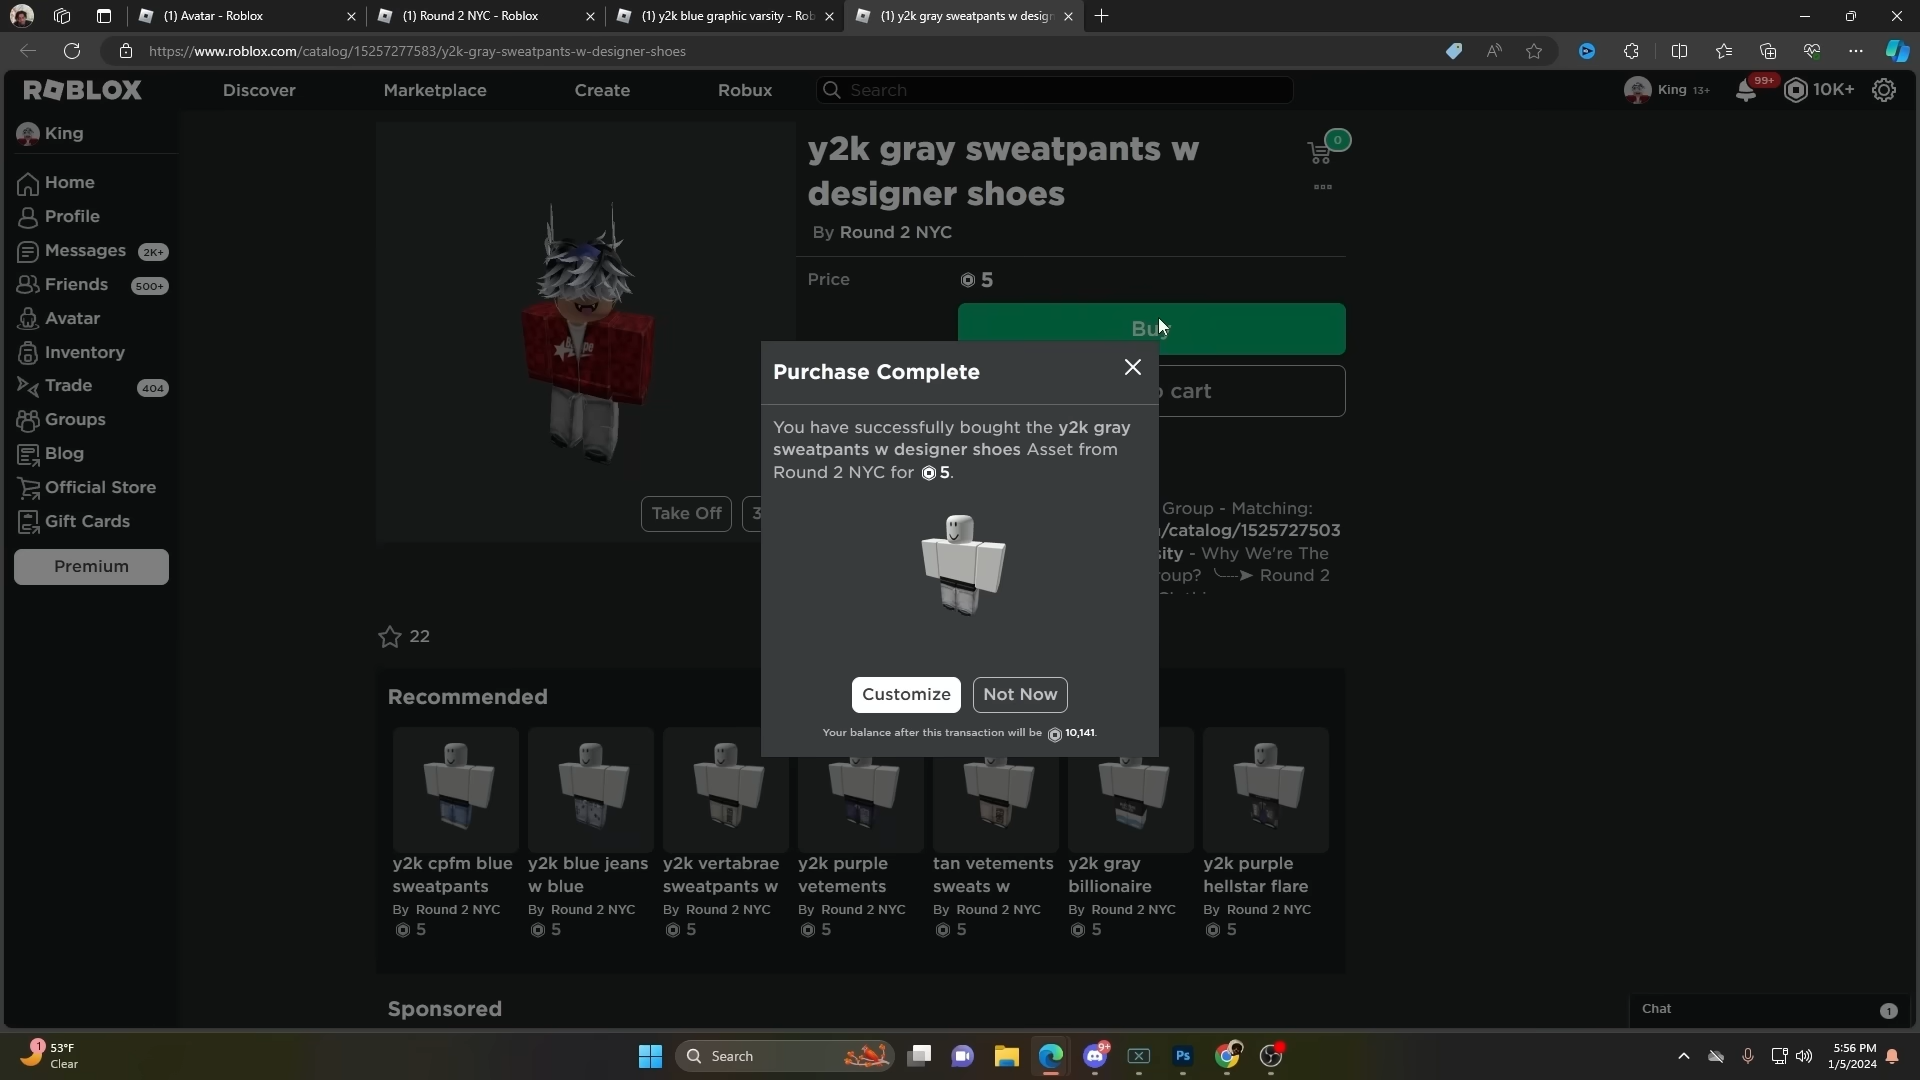 (1) Avatar - Roblox
(1) Round 2 NYC - Roblox
(1) y2k blue graphic varsity - Rob
(1) y2k gray sweatpants w design
https://www.roblox.com/catalog/15257277583/y2k-gray-sweatpants-w-designer-shoes
ROBLOX
Discover
Marketplace
Create
Robux
Search
King 13+
99+
10K+
King
Home
Profile
Messages 2K+
Friends 500+
Avatar
Inventory
Trade 404
Groups
Blog
Official Store
Gift Cards
Premium
y2k gray sweatpants w
designer shoes
0
By Round 2 NYC
Price
5
Buy
cart
Take Off
3
Purchase Complete
You have successfully bought the y2k gray
sweatpants w designer shoes Asset from
Round 2 NYC for 5.
Customize
Not Now
Your balance after this transaction will be 10,141.
Group - Matching:
/catalog/1525727503
sity - Why We're The
oup? ╰┈➤ Round 2
22
Recommended
y2k cpfm blue
sweatpants
By Round 2 NYC
5
y2k blue jeans
w blue
By Round 2 NYC
5
y2k vertabrae
sweatpants w
By Round 2 NYC
5
y2k purple
vetements
By Round 2 NYC
5
tan vetements
sweats w
By Round 2 NYC
5
y2k gray
billionaire
By Round 2 NYC
5
y2k purple
hellstar flare
By Round 2 NYC
5
Sponsored
Chat
1
1
53°F
Clear
Search
9+
Ps
5:56 PM
1/5/2024